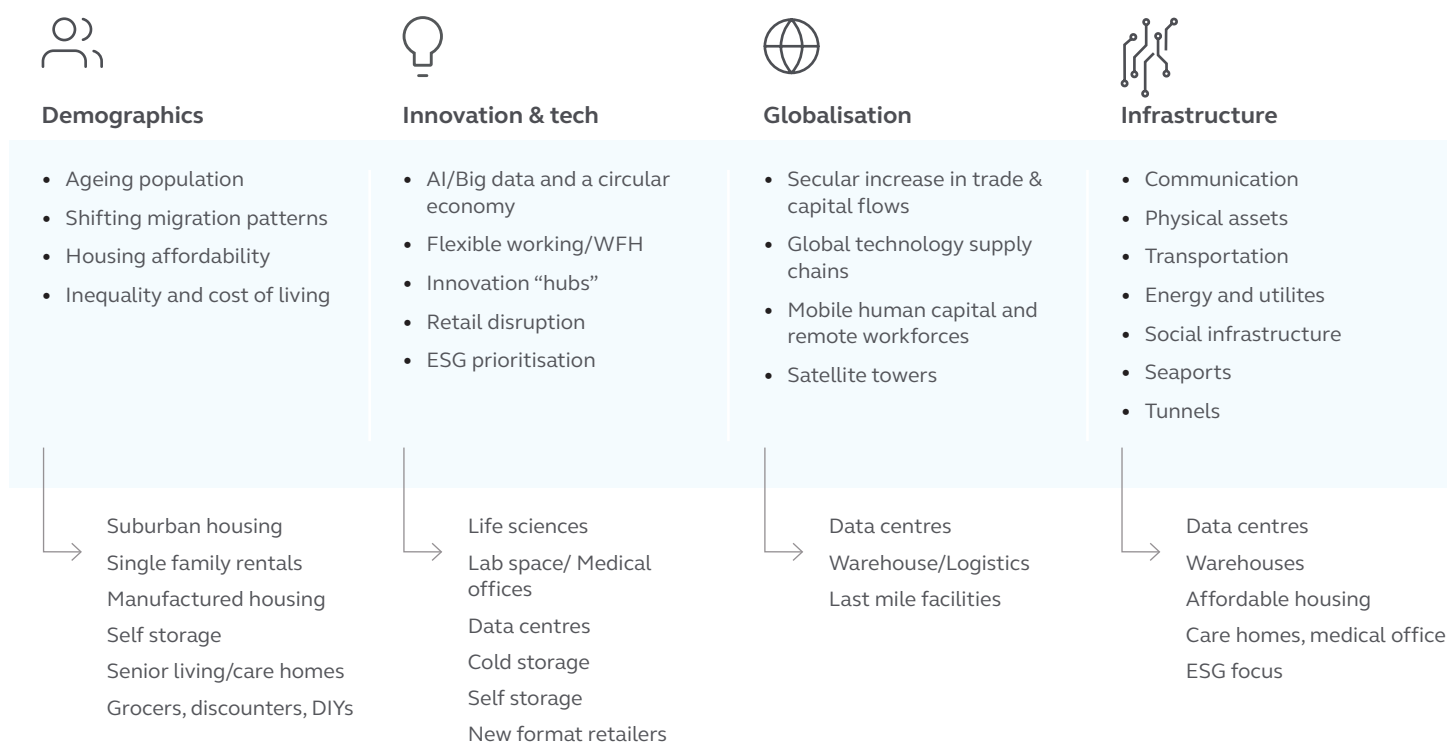 Demographics
Ageing population
Shifting migration patterns
Housing affordability
Inequality and cost of living
Suburban housing
Single family rentals
Manufactured housing
Self storage
Senior living/care homes
Grocers, discounters, DIYs
Innovation & tech
AI/Big data and a circular
economy
Flexible working/WFH
Innovation “hubs”
Retail disruption
ESG prioritisation
Life sciences
Lab space/ Medical
offices
Data centres
Cold storage
Self storage
New format retailers
Globalisation
Secular increase in trade &
capital flows
Global technology supply
chains
Mobile human capital and
remote workforces
Satellite towers
Data centres
Warehouse/Logistics
Last mile facilities
Infrastructure
Communication
Physical assets
Transportation
Energy and utilites
Social infrastructure
Seaports
Tunnels
Data centres
Warehouses
Affordable housing
Care homes, medical office
ESG focus